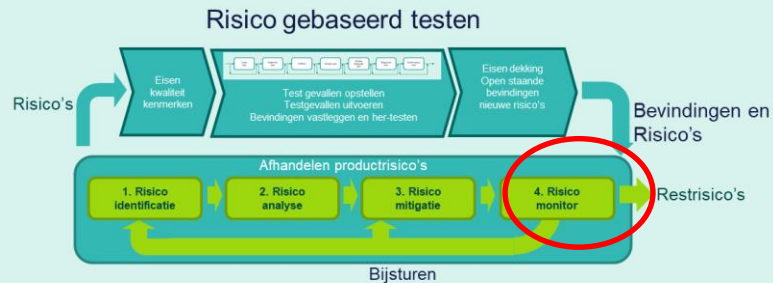 Risico gebaseerd testen
Risico's
Eisen
kwaliteit
kenmerken
Test gevallen opstellen
Testgevallen uitvoeren
Bevindingen vastleggen en her-testen
Eisen dekking
Open staande
bevindingen
nieuwe risico's
Bevindingen en
Risico's
Afhandelen productrisico's
1. Risico
identificatie
2. Risico
analyse
3. Risico
mitigatie
4. Risico
monitor
Restrisico's
Bijsturen